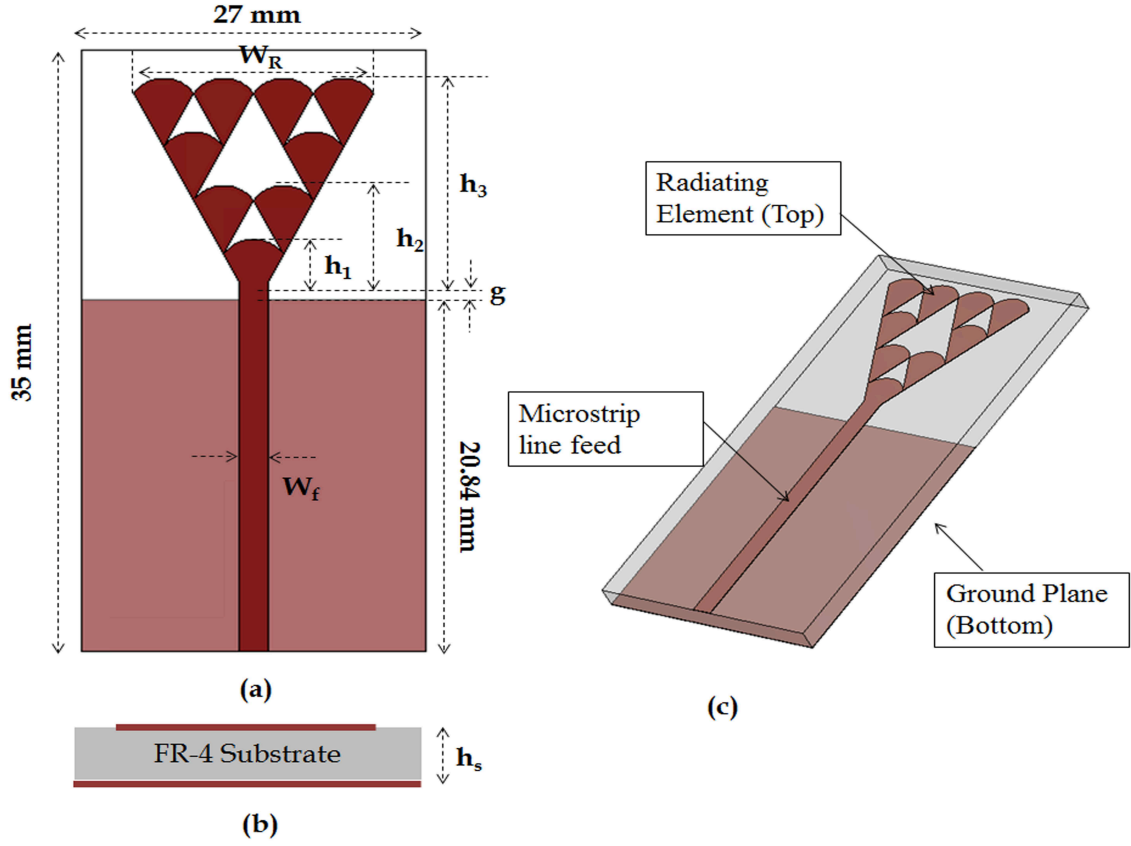 27 mm
W_R
h_3
h_2
h_1
g
35 mm
20.84 mm
W_f
(a)
FR-4 Substrate
h_s
(b)
Radiating
Element (Top)
Microstrip
line feed
Ground Plane
(Bottom)
(c)